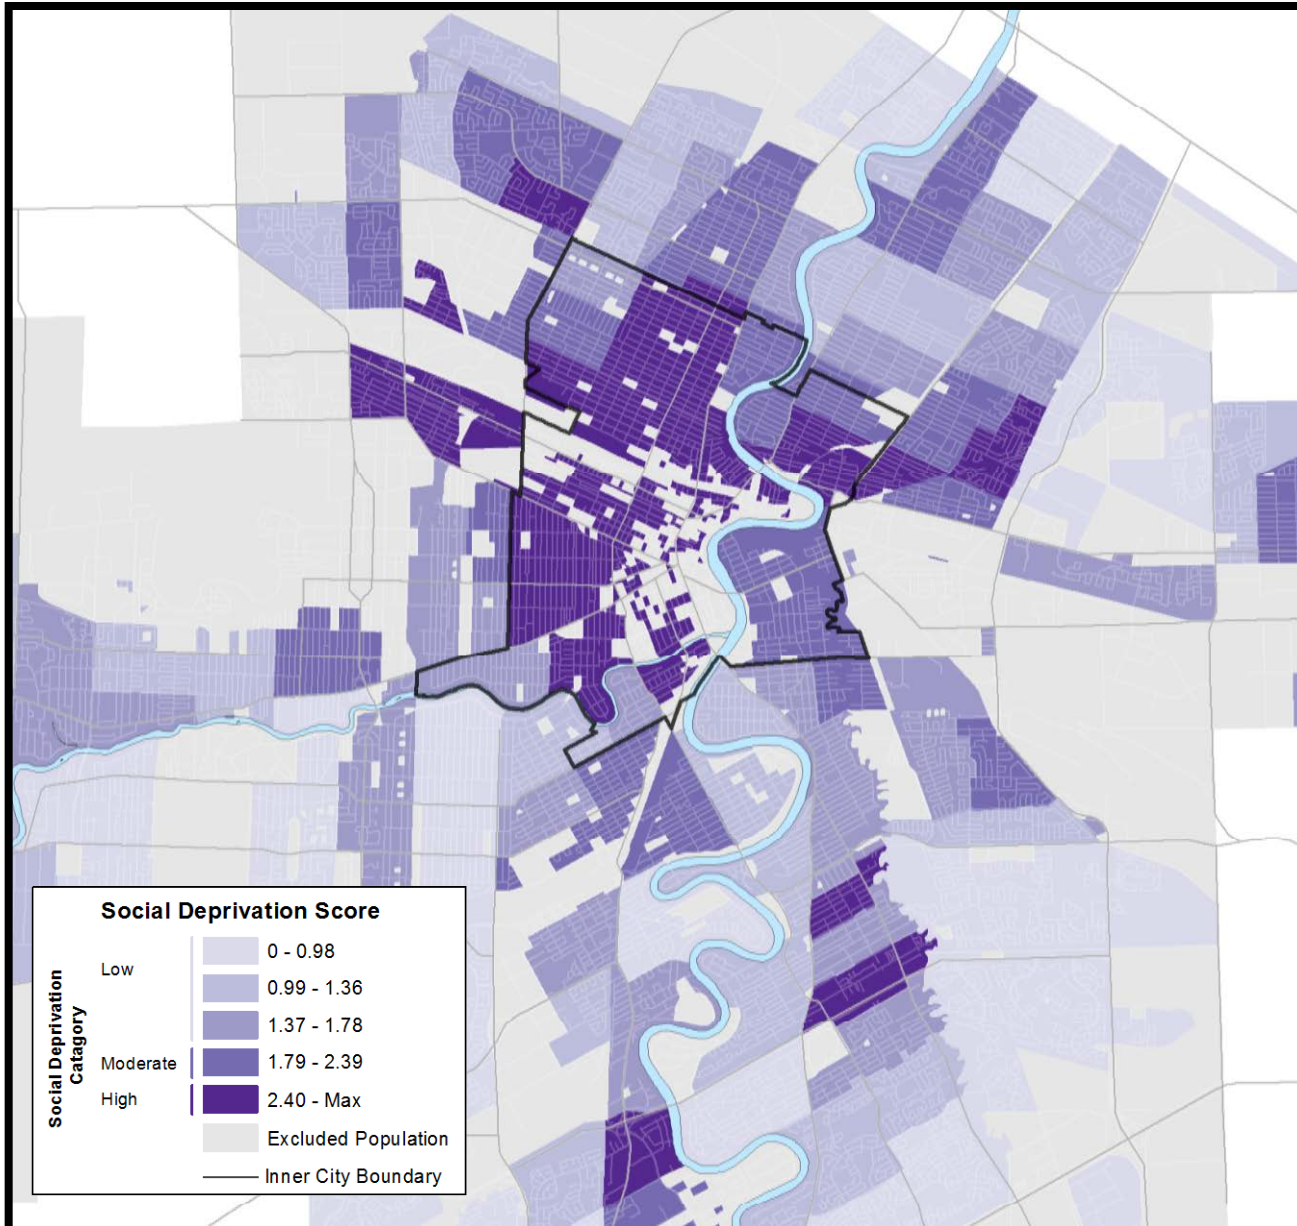 Social Deprivation Score
Social Deprivation
Catagory
Low
0 - 0.98
0.99 - 1.36
1.37 - 1.78
Moderate
1.79 - 2.39
High
2.40 - Max
Excluded Population
Inner City Boundary